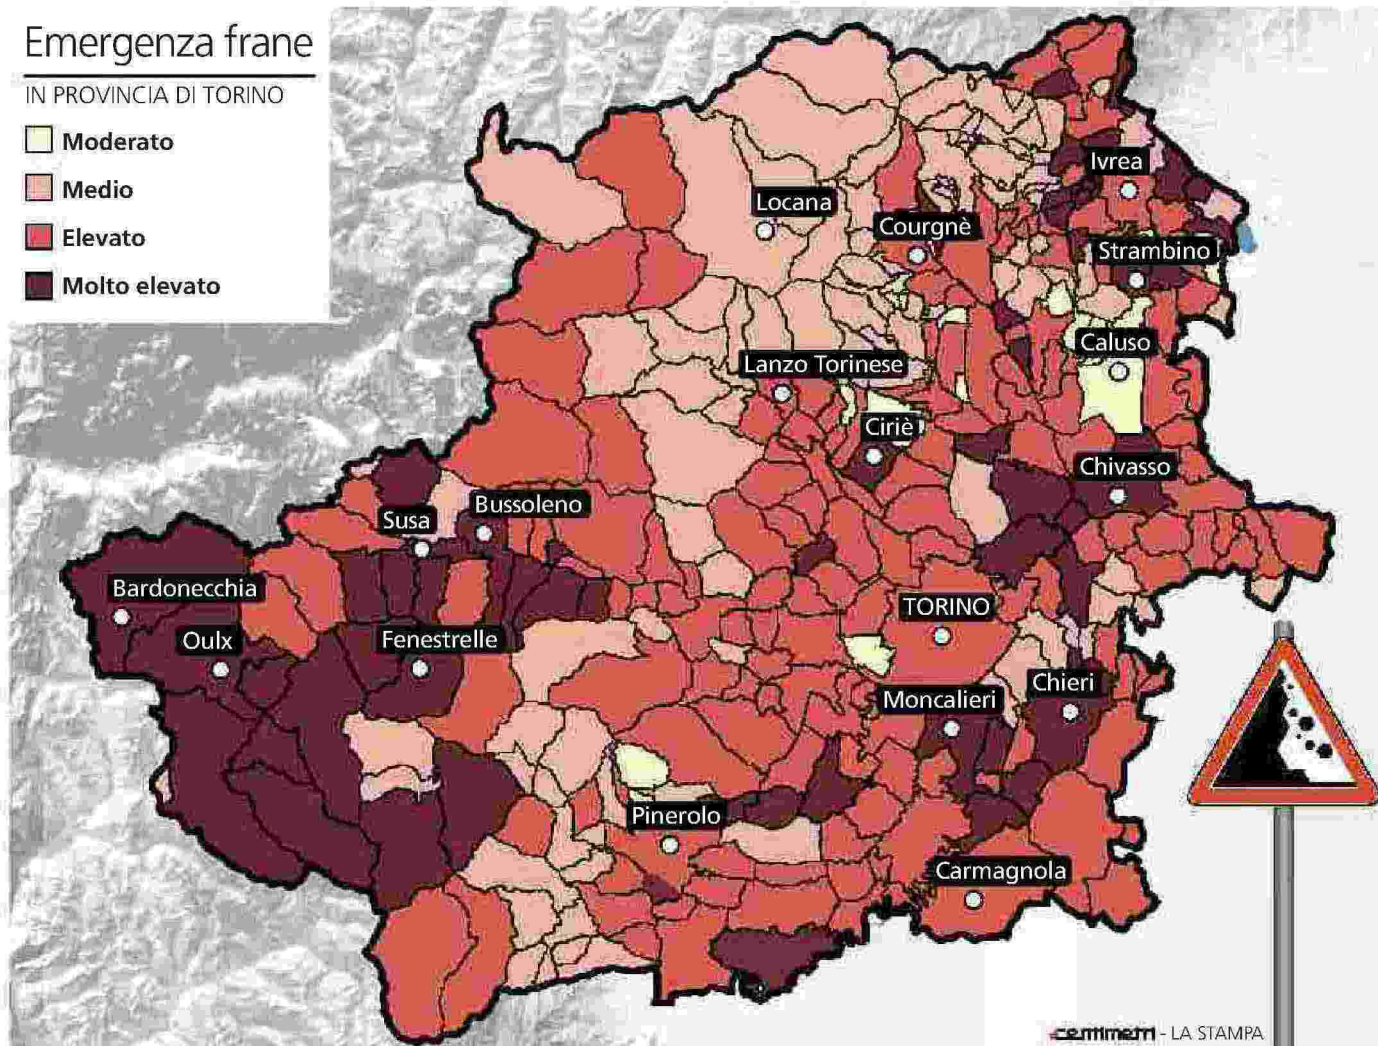 Emergenza frane
IN PROVINCIA DI TORINO
Moderato
Medio
Elevato
Molto elevato
Ivrea
Locana
Courgnè
Strambino
Caluso
Lanzo Torinese
Ciriè
Chivasso
Bussoleno
Susa
Bardonecchia
TORINO
Oulx
Fenestrelle
Chieri
Moncalieri
Pinerolo
Carmagnola
centimetri - LA STAMPA